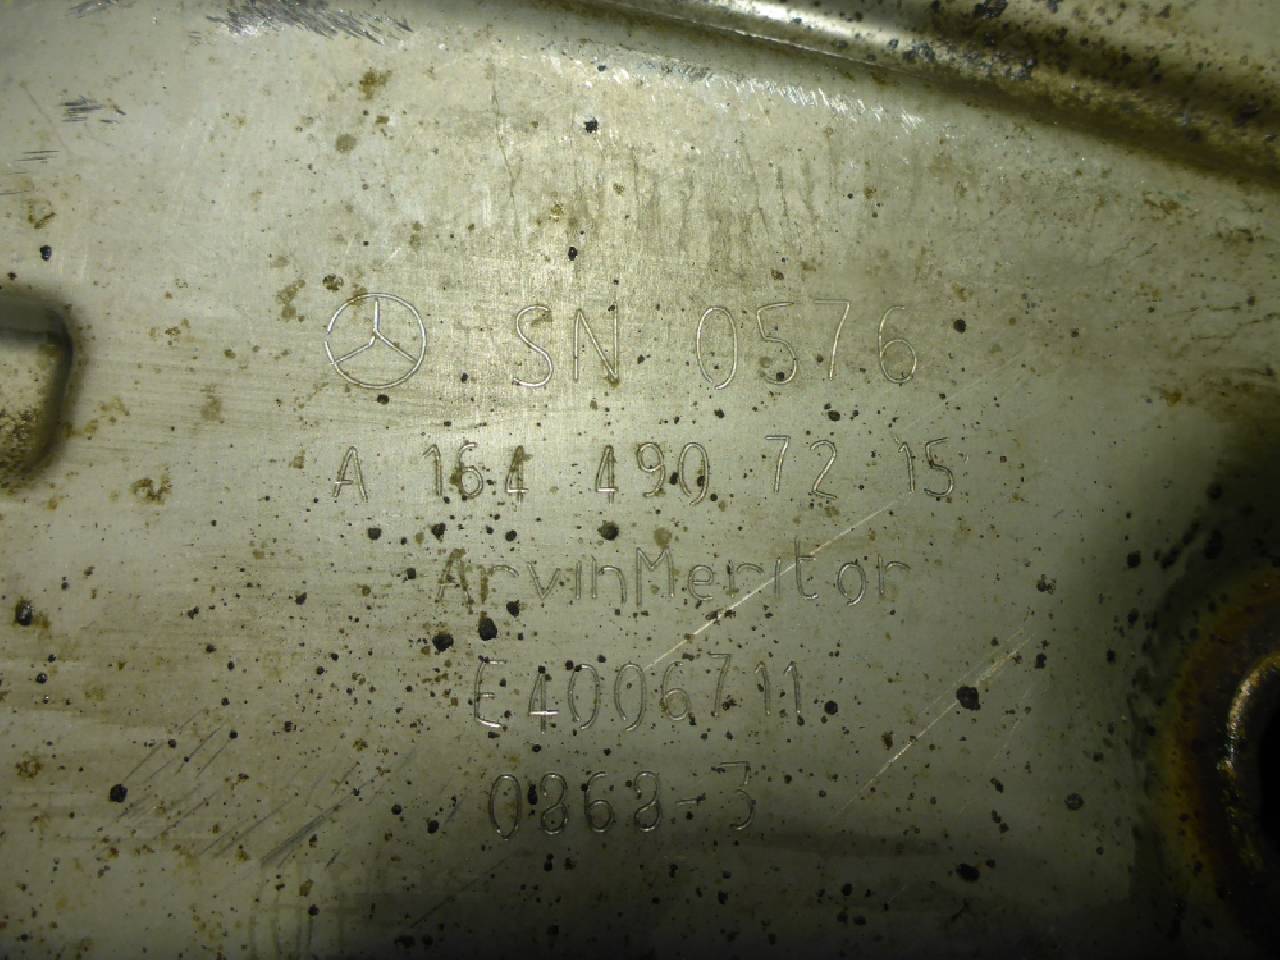 SN 0576
A 164 490 72 15
ArvinMeritor
E4006711
0868-3